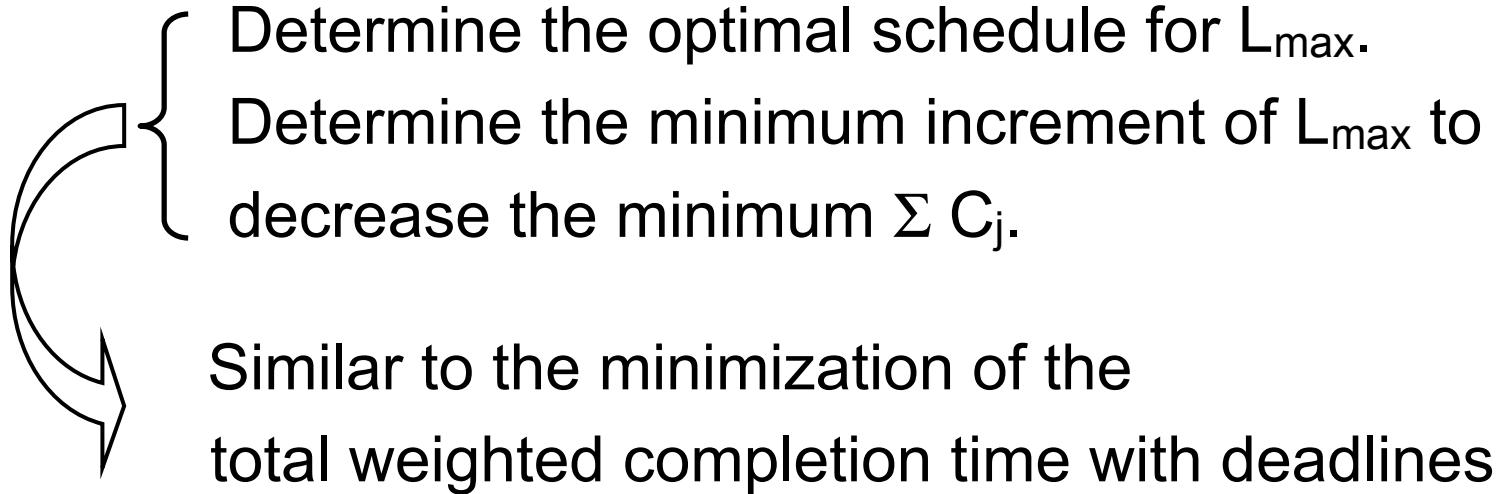 Determine the optimal schedule for Lmax.
Determine the minimum increment of Lmax to
decrease the minimum Σ Cj.
Similar to the minimization of the
total weighted completion time with deadlines